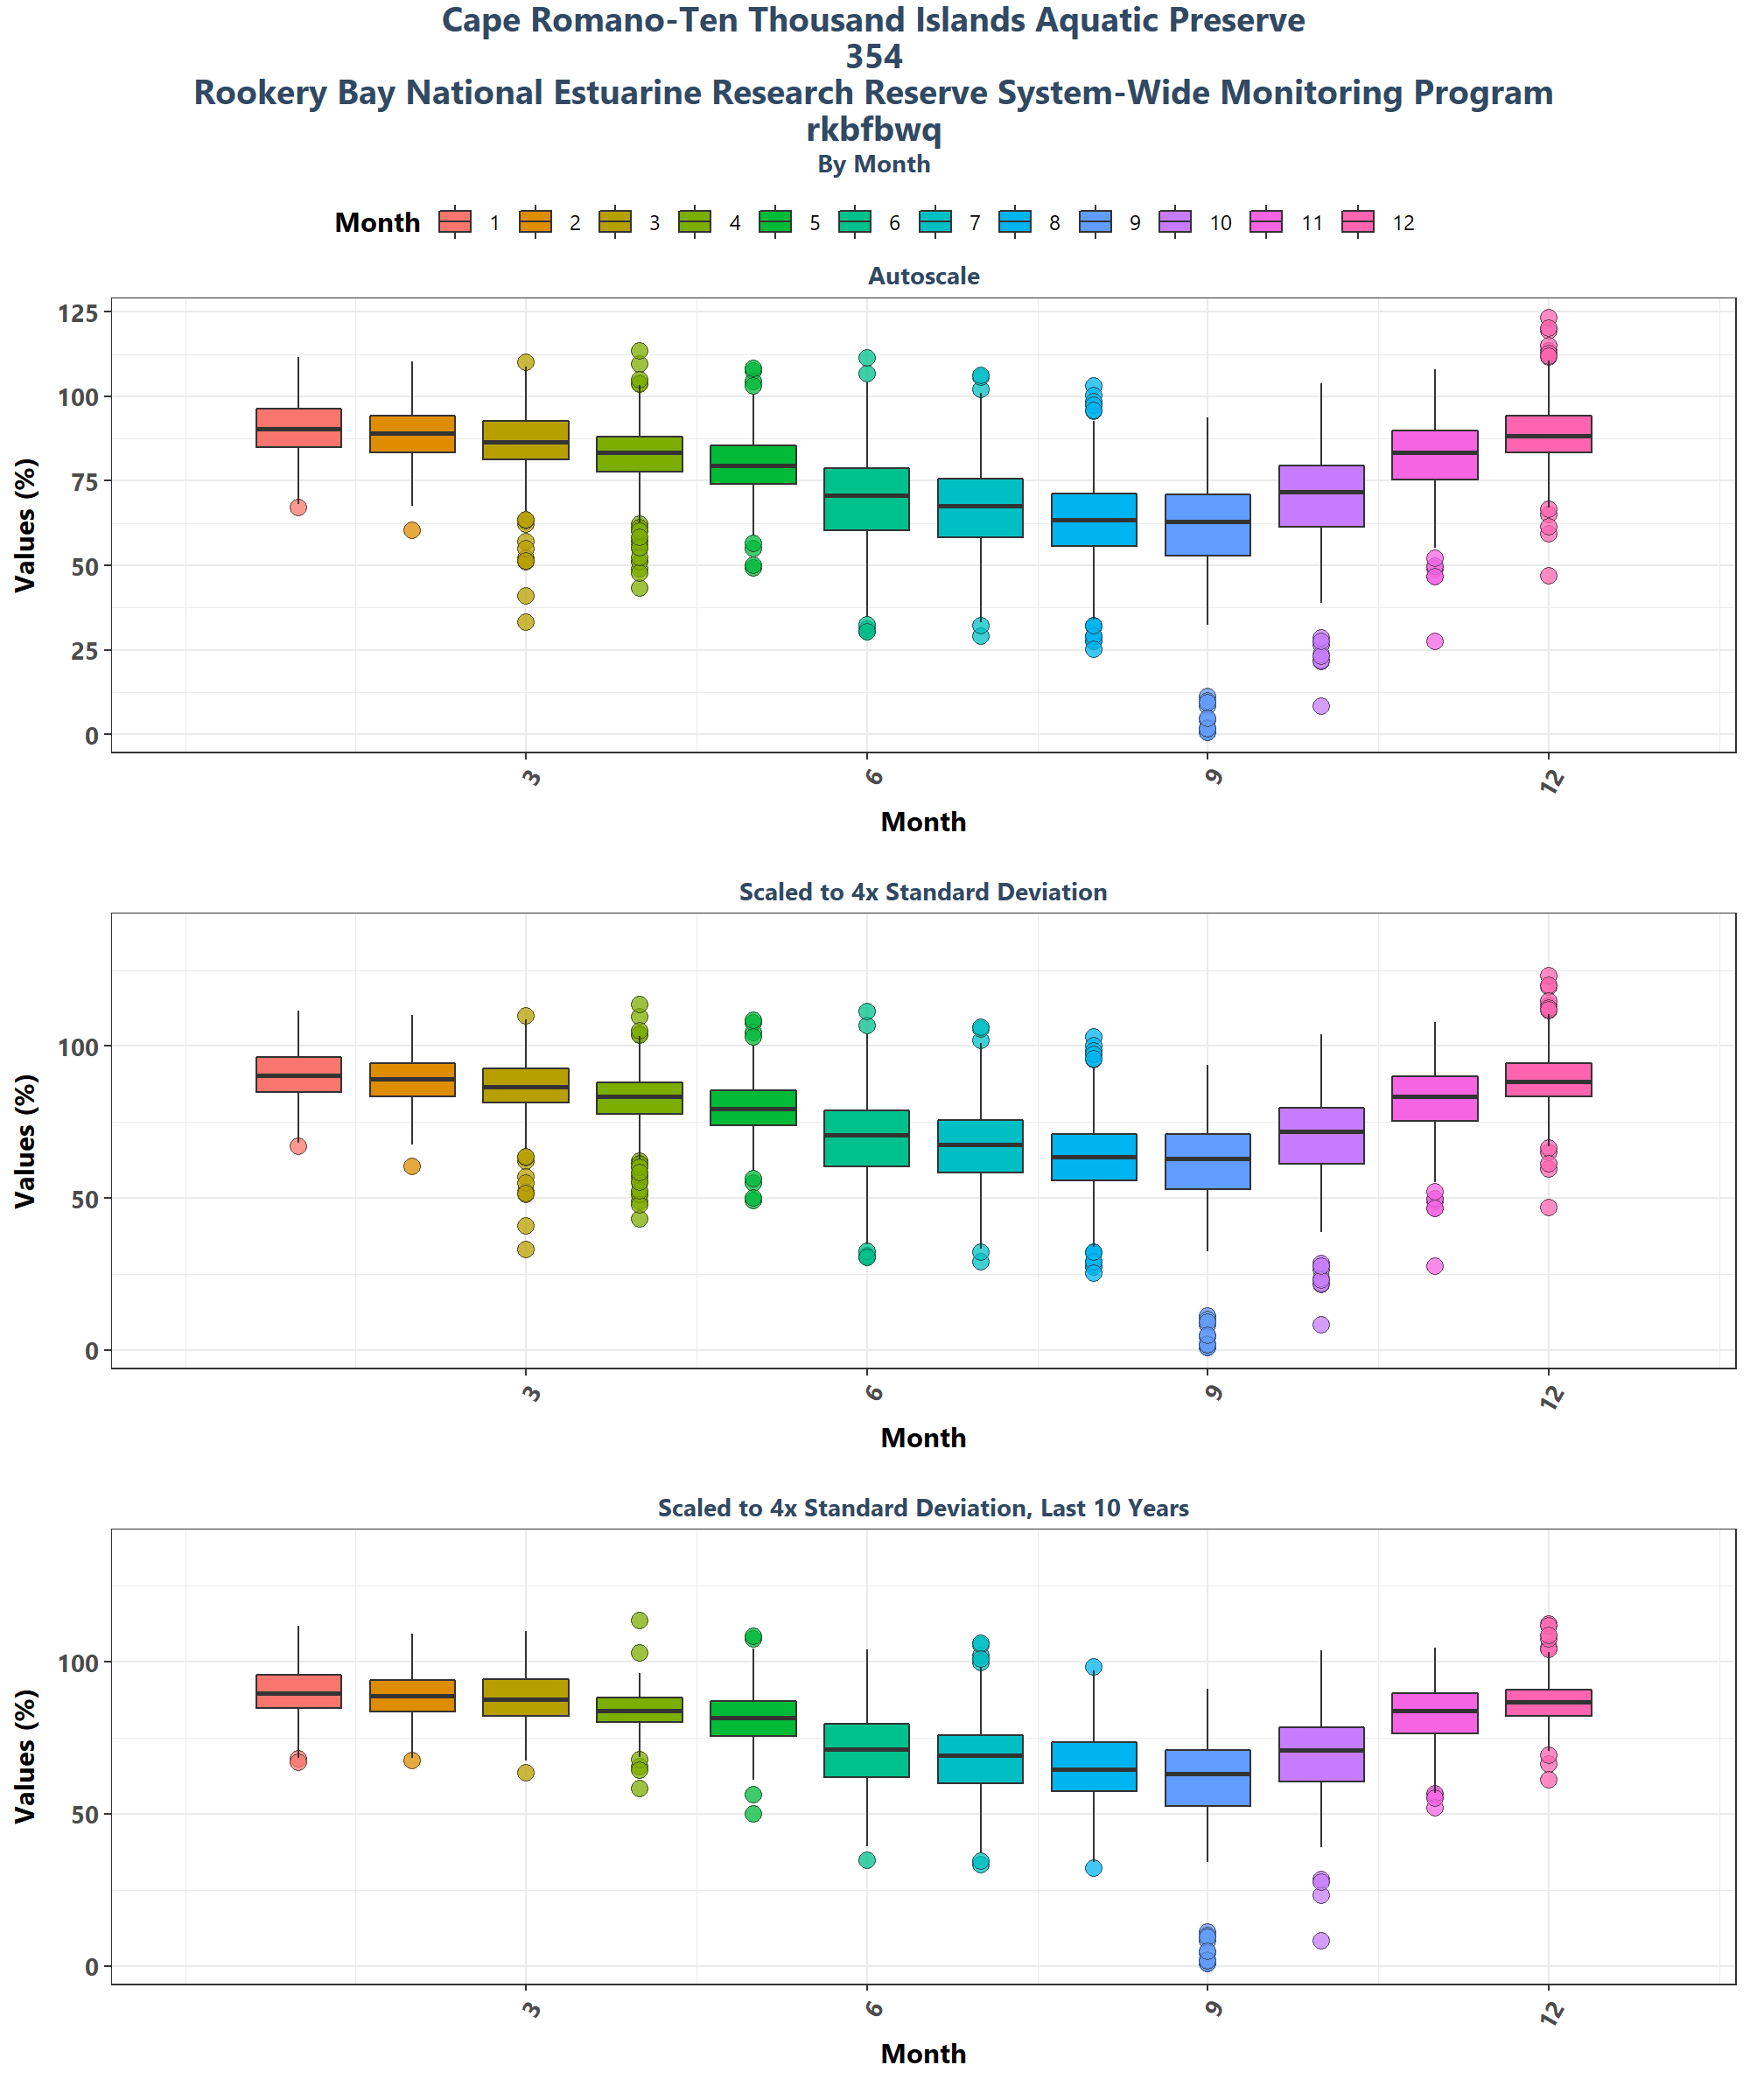 Cape Romano-Ten Thousand Islands Aquatic Preserve
354
Rookery Bay National Estuarine Research Reserve System-Wide Monitoring Program
rkbfbwq
By Month
Month 1 2 3 4 5 6 7 8 9 10 11 12
Autoscale
Values (%)
125
100
75
50
25
0
3 6 9 12
Month
Scaled to 4x Standard Deviation
Values (%)
100
50
0
3 6 9 12
Month
Scaled to 4x Standard Deviation, Last 10 Years
Values (%)
100
50
0
3 6 9 12
Month